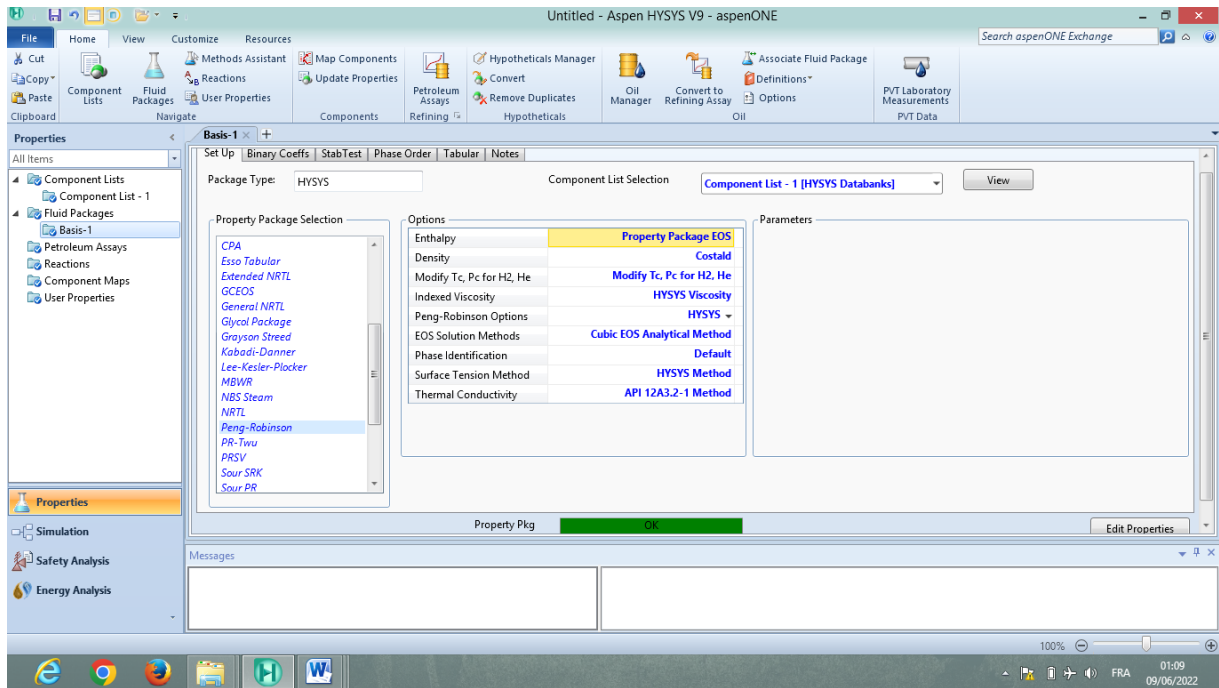 Untitled - Aspen HYSYS V9 - aspenONE
File Home View Customize Resources
Search aspenONE Exchange
Cut
Copy
Paste
Clipboard
Component Lists
Fluid Packages
Methods Assistant
Reactions
User Properties
Navigate
Map Components
Update Properties
Components
Petroleum Assays
Refining
Hypotheticals Manager
Convert
Remove Duplicates
Hypotheticals
Oil Manager
Convert to Refining Assay
Associate Fluid Package
Definitions
Options
Oil
PVT Laboratory Measurements
PVT Data
Properties
All Items
Component Lists
Component List - 1
Fluid Packages
Basis-1
Petroleum Assays
Reactions
Component Maps
User Properties
Properties
Simulation
Safety Analysis
Energy Analysis
Basis-1
Set Up Binary Coeffs StabTest Phase Order Tabular Notes
Package Type: HYSYS
Component List Selection Component List - 1 [HYSYS Databanks] View
Property Package Selection
CPA
Esso Tabular
Extended NRTL
GCEOS
General NRTL
Glycol Package
Grayson Streed
Kabadi-Danner
Lee-Kesler-Plocker
MBWR
NBS Steam
NRTL
Peng-Robinson
PR-Twu
PRSV
Sour SRK
Sour PR
Options
Enthalpy Property Package EOS
Density Costald
Modify Tc, Pc for H2, He Modify Tc, Pc for H2, He
Indexed Viscosity HYSYS Viscosity
Peng-Robinson Options HYSYS
EOS Solution Methods Cubic EOS Analytical Method
Phase Identification Default
Surface Tension Method HYSYS Method
Thermal Conductivity API 12A3.2-1 Method
Parameters
Property Pkg OK
Edit Properties
Messages
100%
FRA
01:09
09/06/2022